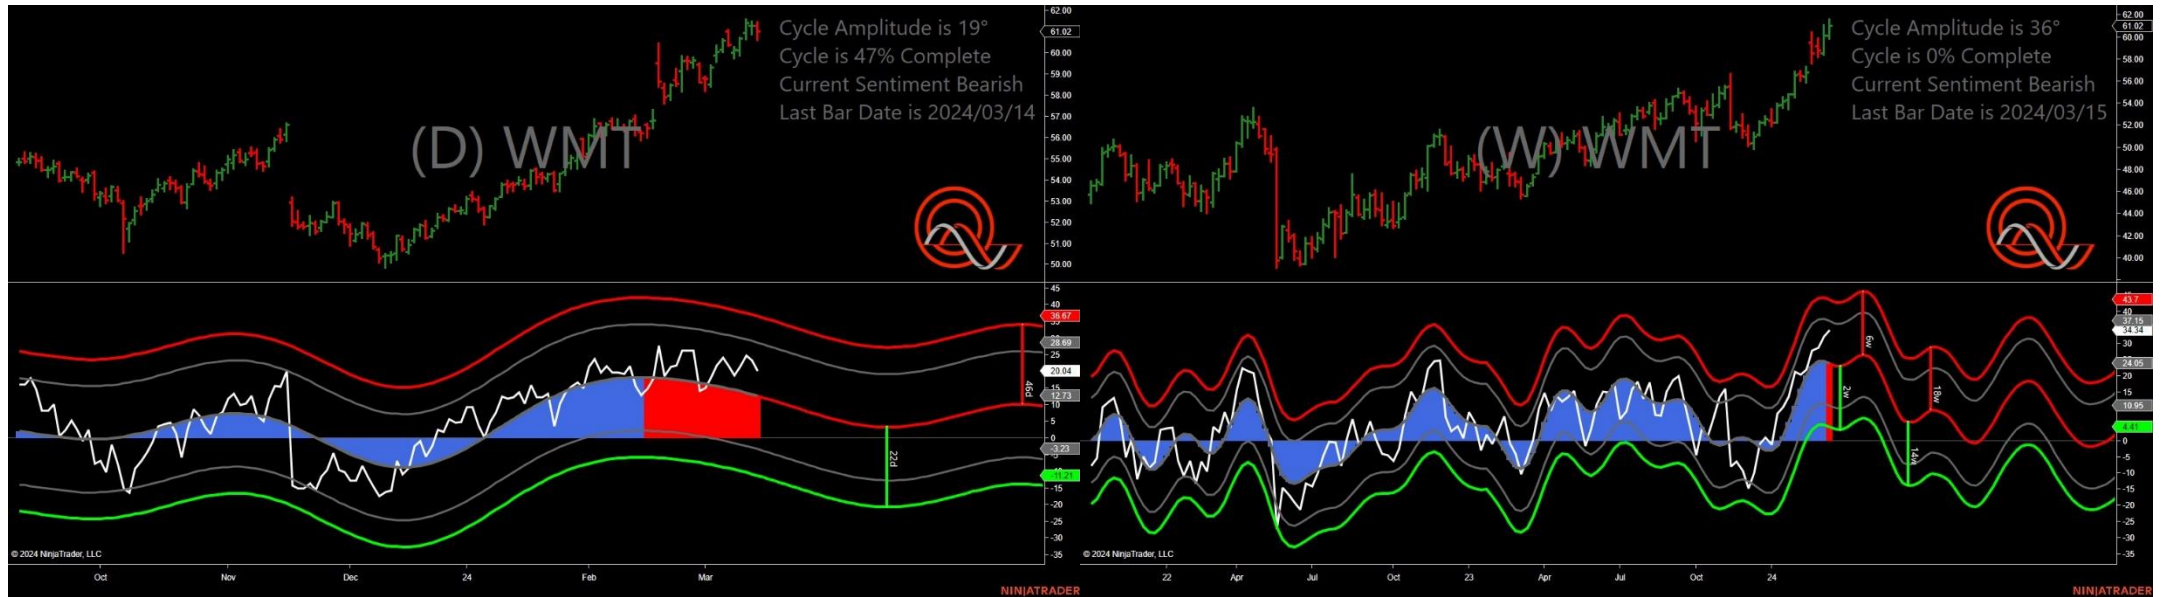 Cycle Amplitude is 19°
Cycle is 47% Complete
Current Sentiment Bearish
Last Bar Date is 2024/03/14
(D) WMT
62.00
61.02
60.00
59.00
58.00
57.00
56.00
55.00
54.00
53.00
52.00
51.00
50.00
45
40
36.67
28.69
25
20.04
15
12.73
10
5
0
-3.23
-11.21
-15
-20
-25
-30
-35
46d
22d
© 2024 NinjaTrader, LLC
Oct
Nov
Dec
24
Feb
Mar
NINJATRADER
Cycle Amplitude is 36°
Cycle is 0% Complete
Current Sentiment Bearish
Last Bar Date is 2024/03/15
(W) WMT
62.00
61.02
60.00
58.00
56.00
54.00
52.00
50.00
48.00
46.00
44.00
42.00
40.00
43.7
37.15
34.34
30
24.05
20
15
10.95
4.41
0
-5
-10
-15
-20
-25
-30
-35
6w
2w
18w
14w
© 2024 NinjaTrader, LLC
22
Apr
Jul
Oct
23
Apr
Jul
Oct
24
NINJATRADER